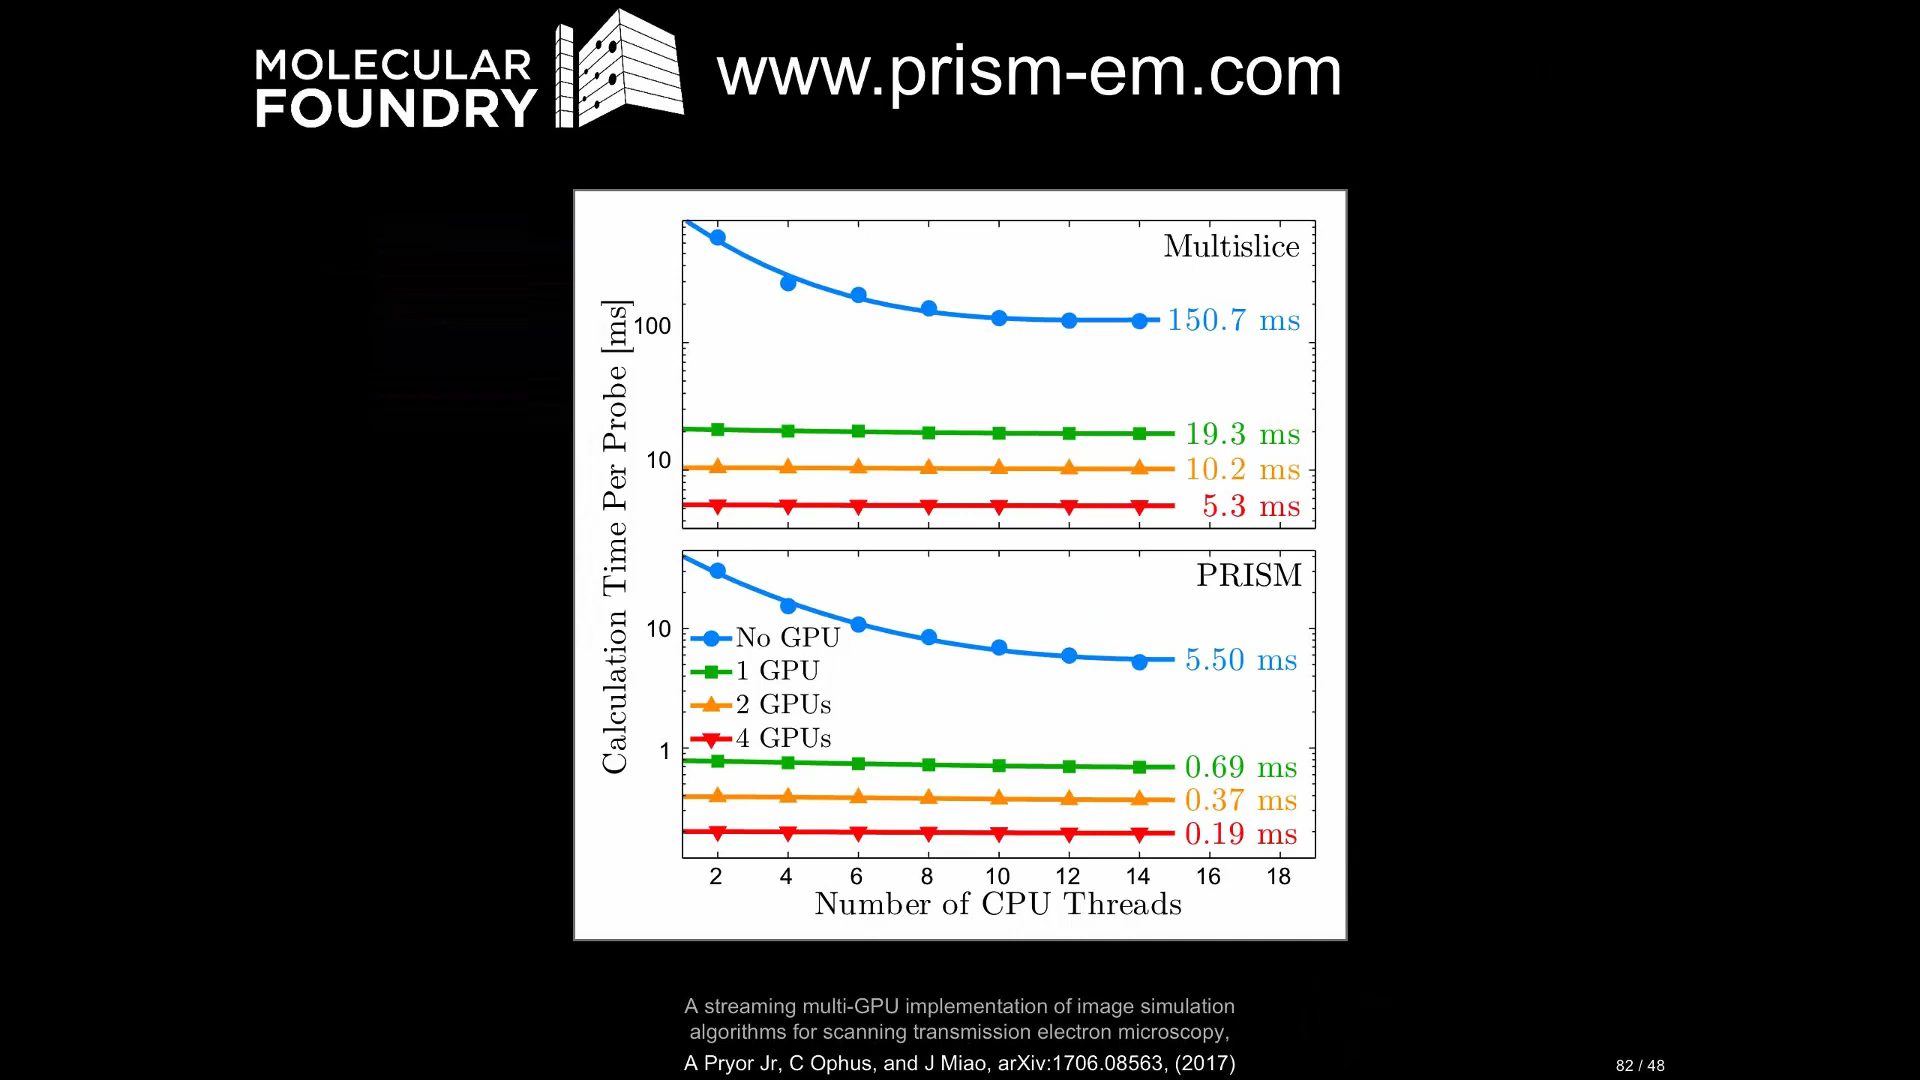 MOLECULAR
FOUNDRY
www.prism-em.com
Multislice
Calculation Time Per Probe [ms]
100
10
150.7 ms
19.3 ms
10.2 ms
5.3 ms
PRISM
10
1
No GPU
1 GPU
2 GPUs
4 GPUs
5.50 ms
0.69 ms
0.37 ms
0.19 ms
2 4 6 8 10 12 14 16 18
Number of CPU Threads
A streaming multi-GPU implementation of image simulation
algorithms for scanning transmission electron microscopy,
A Pryor Jr, C Ophus, and J Miao, arXiv:1706.08563, (2017)
82 / 48